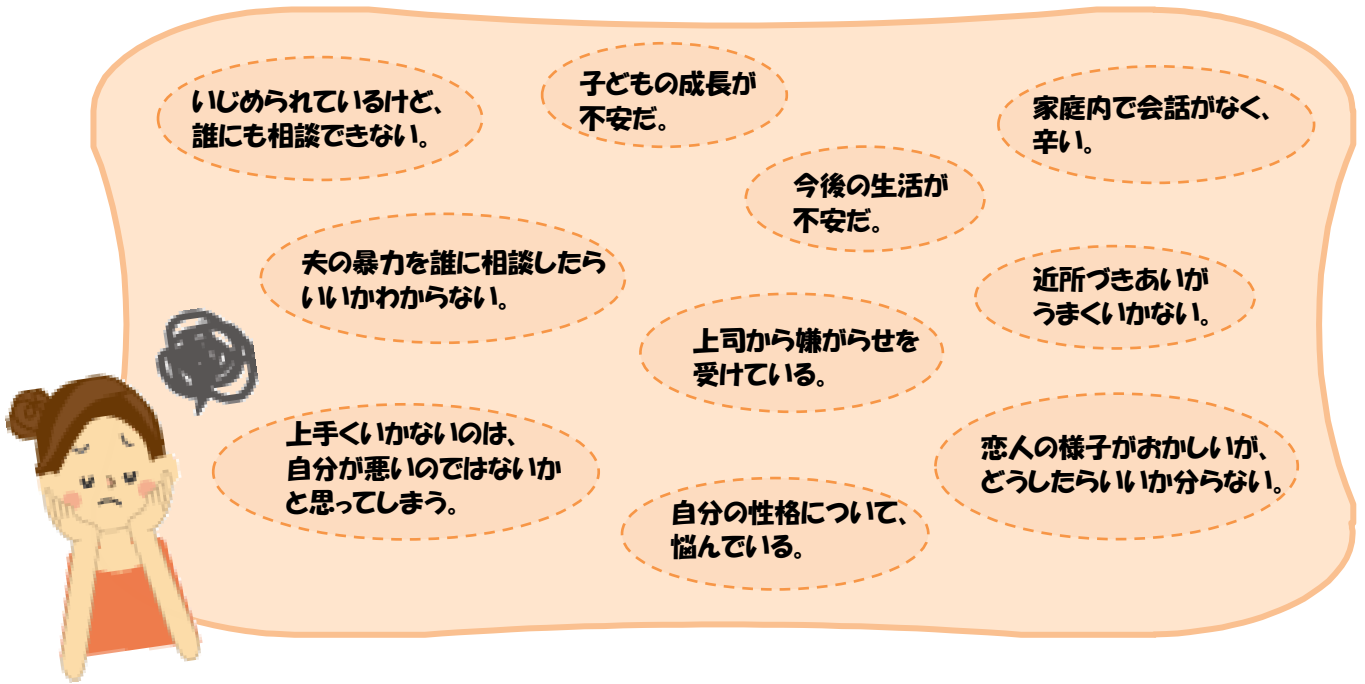 いじめられているけど、
誰にも相談できない。
子どもの成長が
不安だ。
家庭内で会話がなく、
辛い。
今後の生活が
不安だ。
夫の暴力を誰に相談したら
いいかわからない。
近所づきあいが
うまくいかない。
上司から嫌がらせを
受けている。
上手くいかないのは、
自分が悪いのではないか
と思ってしまう。
恋人の様子がおかしいが、
どうしたらいいか分らない。
自分の性格について、
悩んでいる。